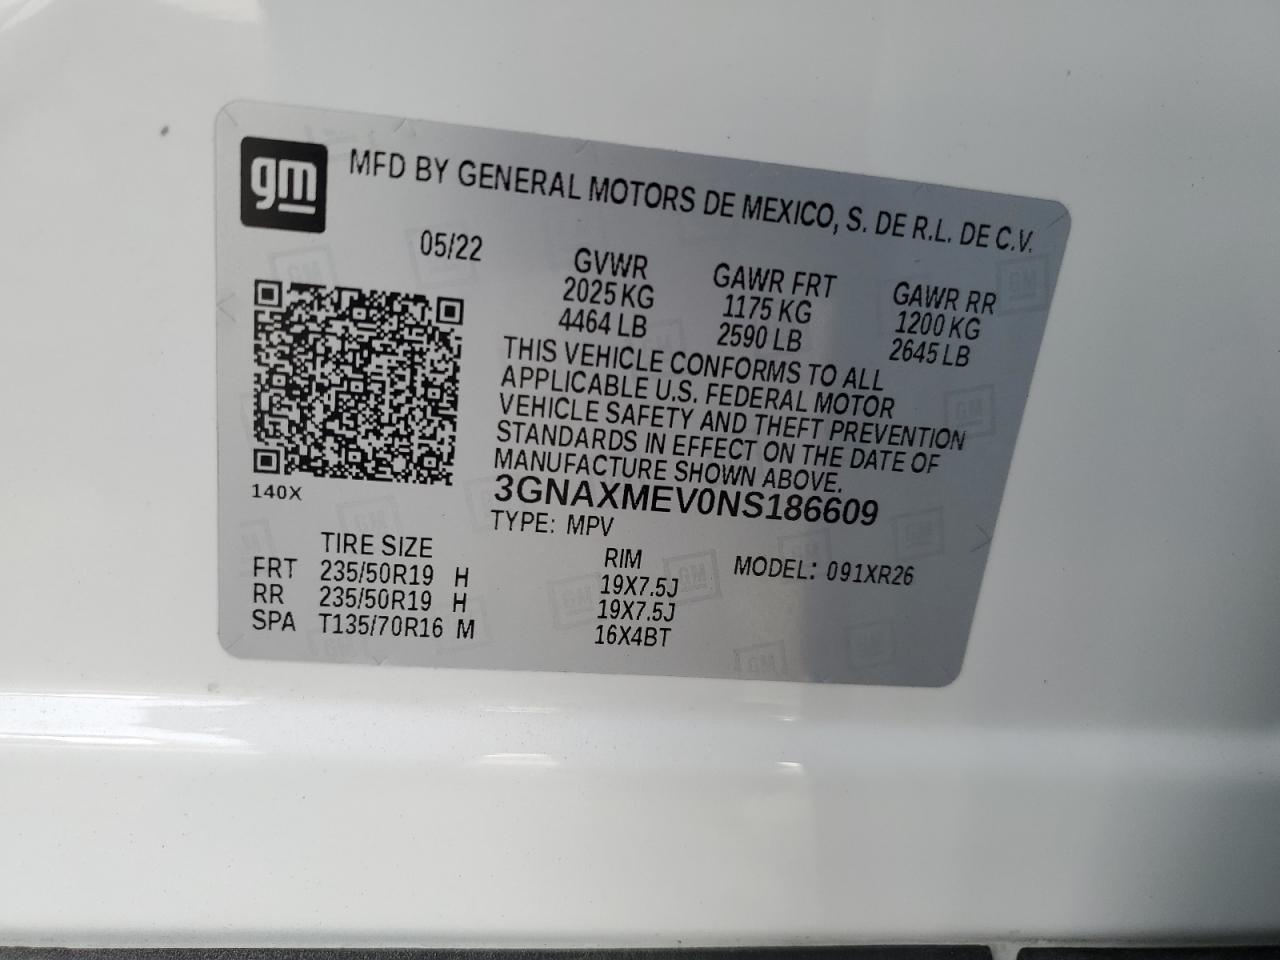 gm MFD BY GENERAL MOTORS DE MEXICO, S. DE R.L. DE C.V.
05/22 GVWR GAWR FRT GAWR RR
2025 KG 1175 KG 1200 KG
4464 LB 2590 LB 2645 LB
THIS VEHICLE CONFORMS TO ALL
APPLICABLE U.S. FEDERAL MOTOR
VEHICLE SAFETY AND THEFT PREVENTION
STANDARDS IN EFFECT ON THE DATE OF
MANUFACTURE SHOWN ABOVE.
140X 3GNAXMEV0NS186609
TYPE: MPV
TIRE SIZE RIM MODEL: 091XR26
FRT 235/50R19 H 19X7.5J
RR 235/50R19 H 19X7.5J
SPA T135/70R16 M 16X4BT